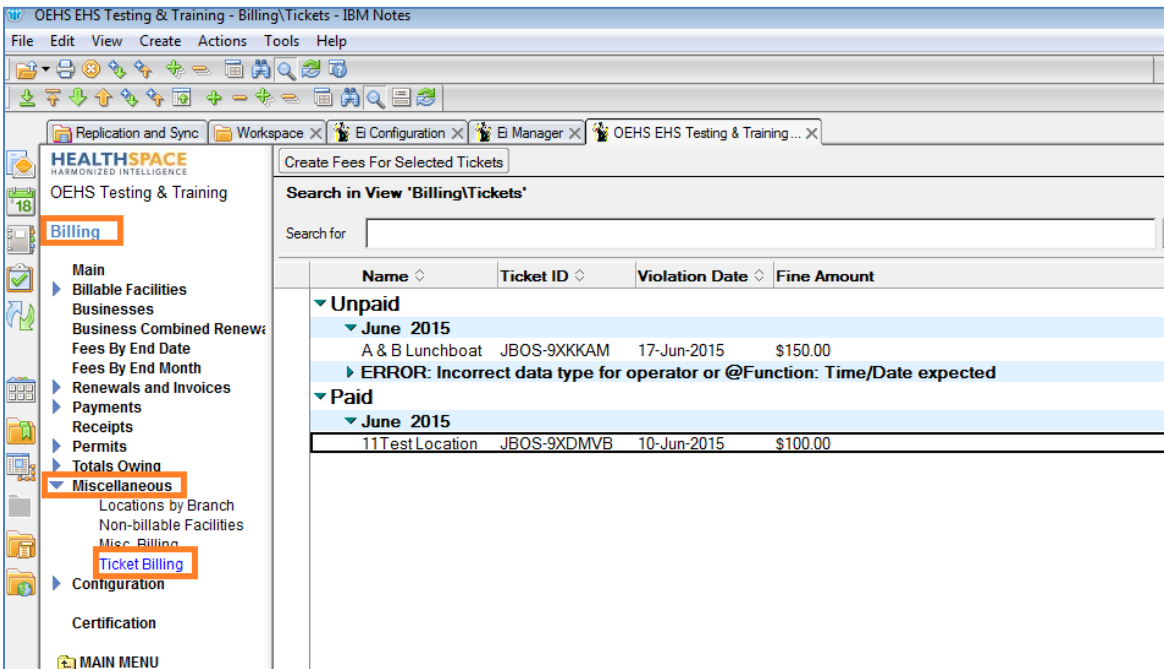 OEHS EHS Testing & Training - Billing\Tickets - IBM Notes
File Edit View Create Actions Tools Help
Replication and Sync Workspace Ei Configuration Ei Manager OEHS EHS Testing & Training...
HEALTHSPACE
HARMONIZED INTELLIGENCE
OEHS Testing & Training
18
Billing
Main
Billable Facilities
Businesses
Business Combined Renewa
Fees By End Date
Fees By End Month
Renewals and Invoices
Payments
Receipts
Permits
Totals Owing
Miscellaneous
Locations by Branch
Non-billable Facilities
Misc. Billing
Ticket Billing
Configuration
Certification
MAIN MENU
Create Fees For Selected Tickets
Search in View 'Billing\Tickets'
Search for
Name Ticket ID Violation Date Fine Amount
Unpaid
June 2015
A & B Lunchboat JBOS-9XKKAM 17-Jun-2015 $150.00
ERROR: Incorrect data type for operator or @Function: Time/Date expected
Paid
June 2015
11Test Location JBOS-9XDMVB 10-Jun-2015 $100.00